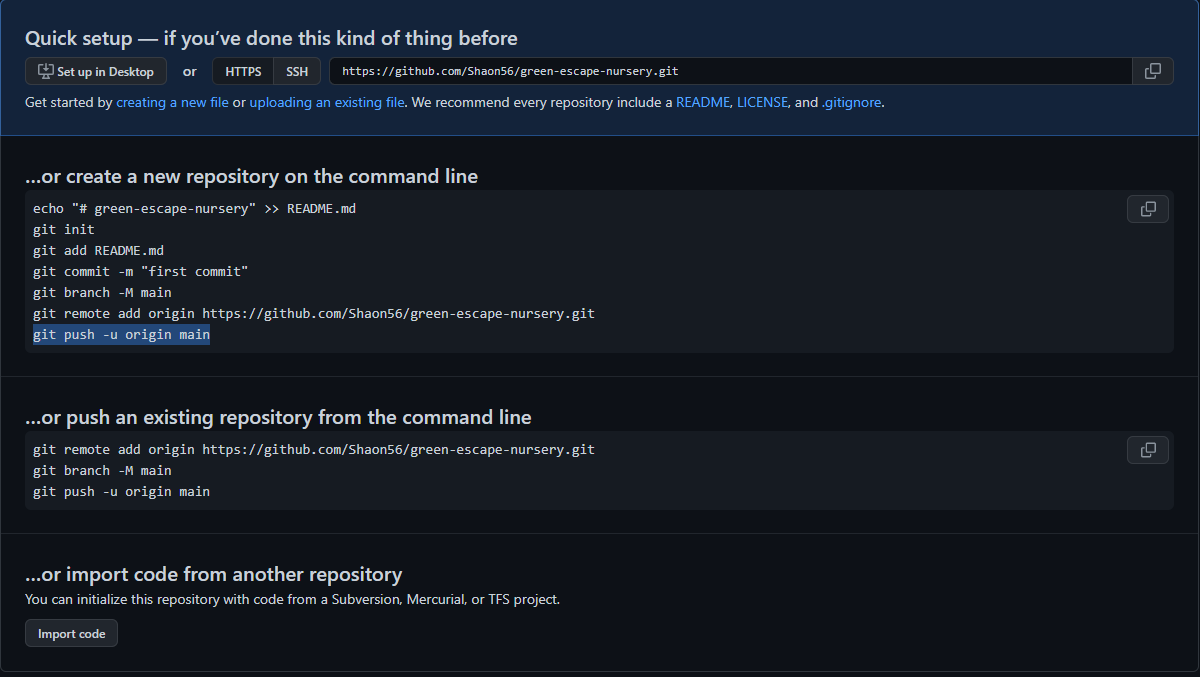 Quick setup — if you’ve done this kind of thing before
Set up in Desktop or HTTPS SSH https://github.com/Shaon56/green-escape-nursery.git
Get started by creating a new file or uploading an existing file. We recommend every repository include a README, LICENSE, and .gitignore.
…or create a new repository on the command line
echo "# green-escape-nursery" >> README.md
git init
git add README.md
git commit -m "first commit"
git branch -M main
git remote add origin https://github.com/Shaon56/green-escape-nursery.git
git push -u origin main
…or push an existing repository from the command line
git remote add origin https://github.com/Shaon56/green-escape-nursery.git
git branch -M main
git push -u origin main
…or import code from another repository
You can initialize this repository with code from a Subversion, Mercurial, or TFS project.
Import code